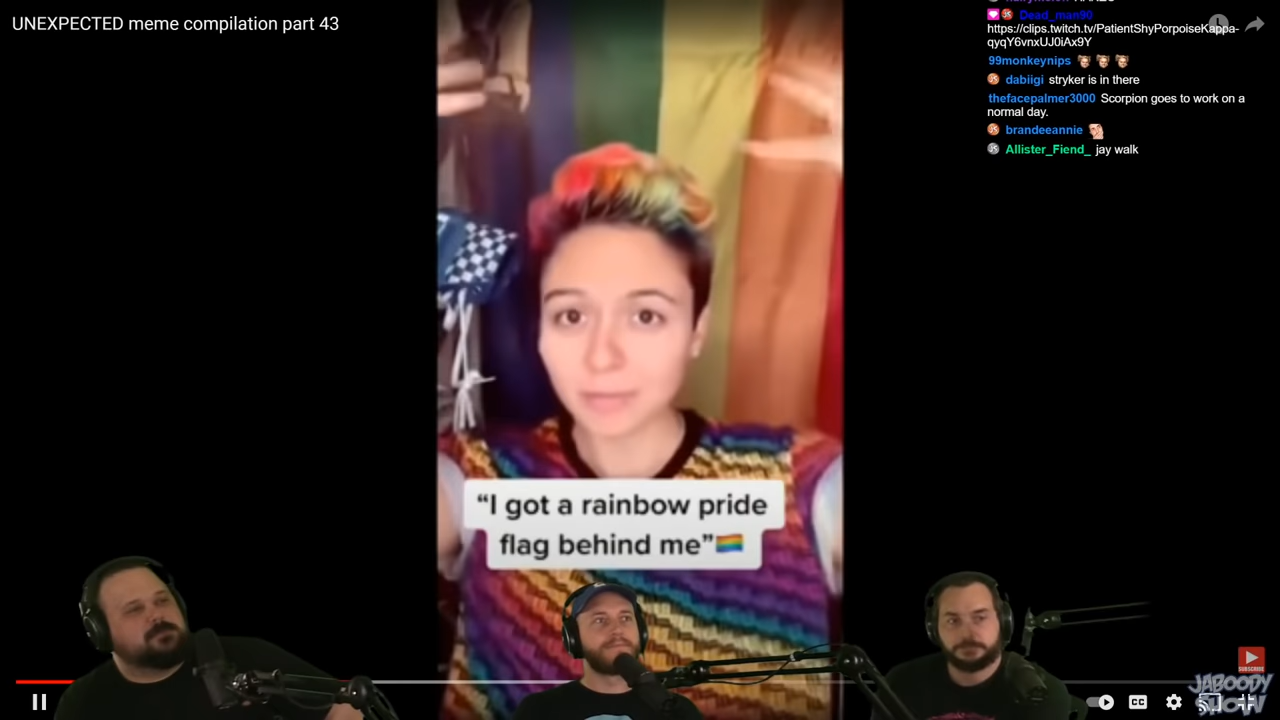 UNEXPECTED meme compilation part 43
Dead_man90
https://clips.twitch.tv/PatientShyPorpoiseKappa-
qyqY6vnxUJ0iAx9Y
99monkeynips
dabiigi stryker is in there
thefacepalmer3000 Scorpion goes to work on a
normal day.
brandeeannie
Allister_Fiend_ jay walk
“I got a rainbow pride
flag behind me”
SUBSCRIBE
JABOODY
SHOW
CC